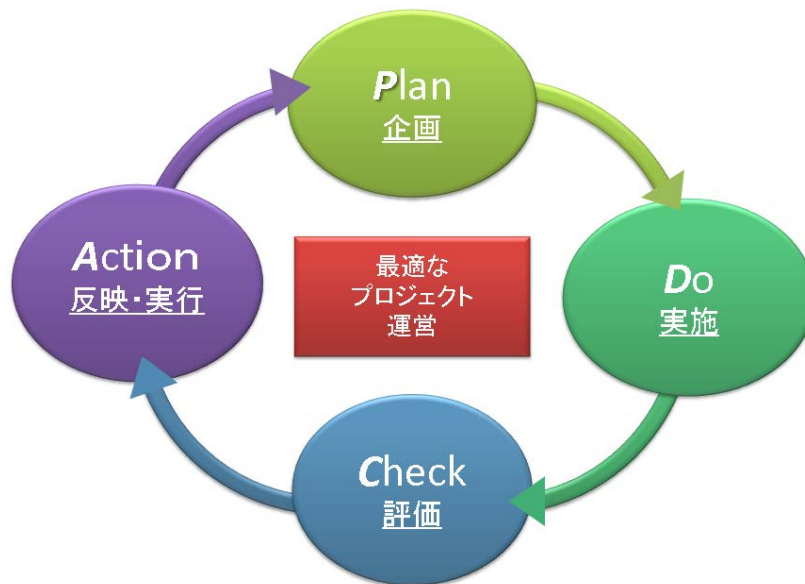 Plan
企画
Do
実施
Check
評価
Action
反映・実行
最適な
プロジェクト
運営